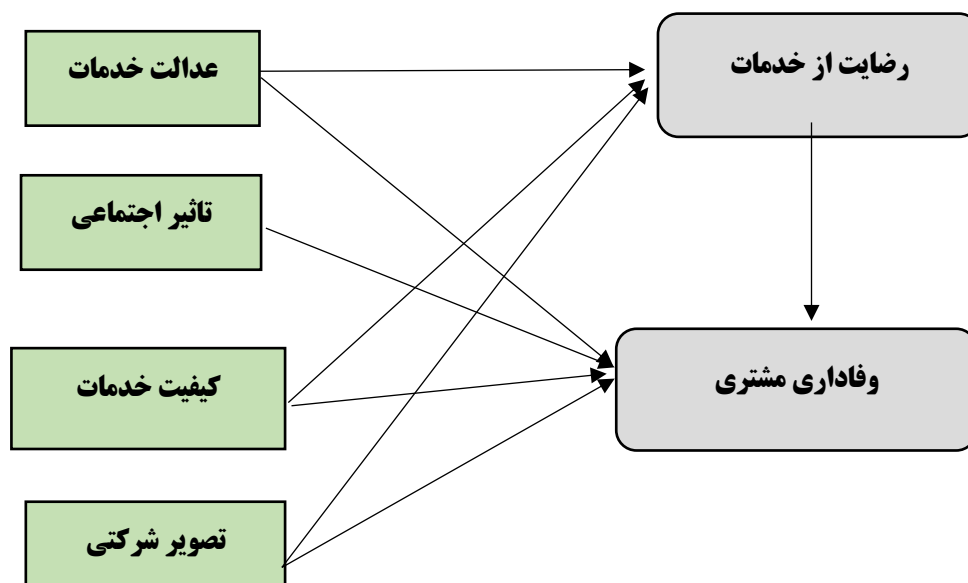 عدالت خدمات
رضایت از خدمات
تاثیر اجتماعی
کیفیت خدمات
وفاداری مشتری
تصویر شرکتی